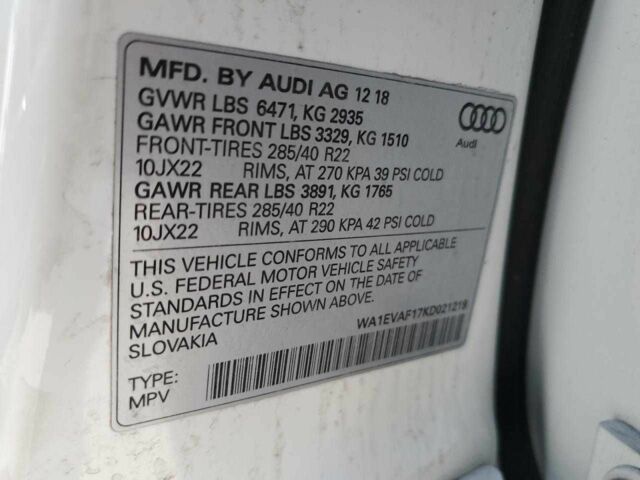 MFD. BY AUDI AG 12 18
GVWR LBS 6471, KG 2935
GAWR FRONT LBS 3329, KG 1510
FRONT-TIRES 285/40 R22
10JX22 RIMS, AT 270 KPA 39 PSI COLD
GAWR REAR LBS 3891, KG 1765
REAR-TIRES 285/40 R22
10JX22 RIMS, AT 290 KPA 42 PSI COLD
Audi
THIS VEHICLE CONFORMS TO ALL APPLICABLE
U.S. FEDERAL MOTOR VEHICLE SAFETY
STANDARDS IN EFFECT ON THE DATE OF
MANUFACTURE SHOWN ABOVE.
SLOVAKIA
WA1EVAF17KD021218
TYPE:
MPV